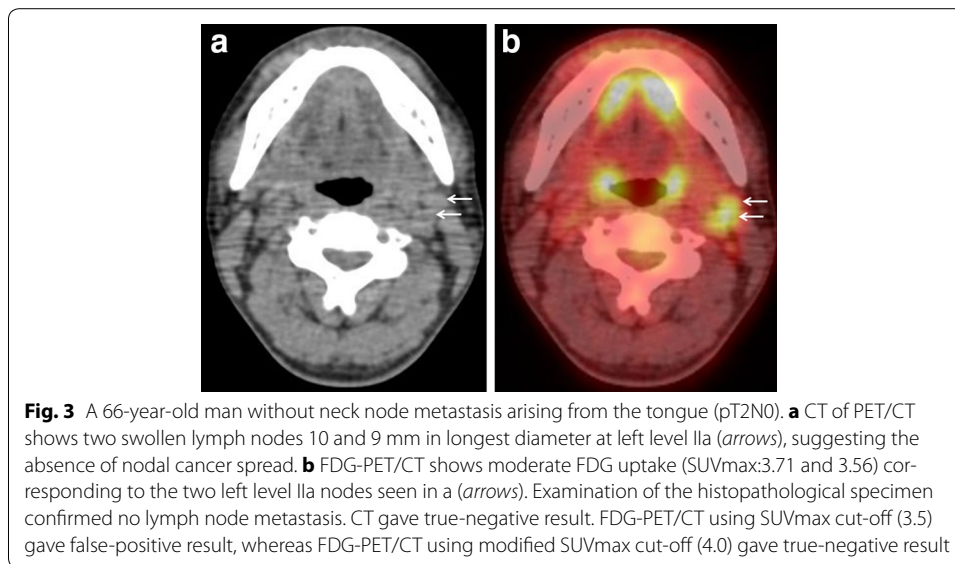 a
b
Fig. 3 A 66-year-old man without neck node metastasis arising from the tongue (pT2N0). a CT of PET/CT
shows two swollen lymph nodes 10 and 9 mm in longest diameter at left level IIa (arrows), suggesting the
absence of nodal cancer spread. b FDG-PET/CT shows moderate FDG uptake (SUVmax:3.71 and 3.56) cor-
responding to the two left level IIa nodes seen in a (arrows). Examination of the histopathological specimen
confirmed no lymph node metastasis. CT gave true-negative result. FDG-PET/CT using SUVmax cut-off (3.5)
gave false-positive result, whereas FDG-PET/CT using modified SUVmax cut-off (4.0) gave true-negative result